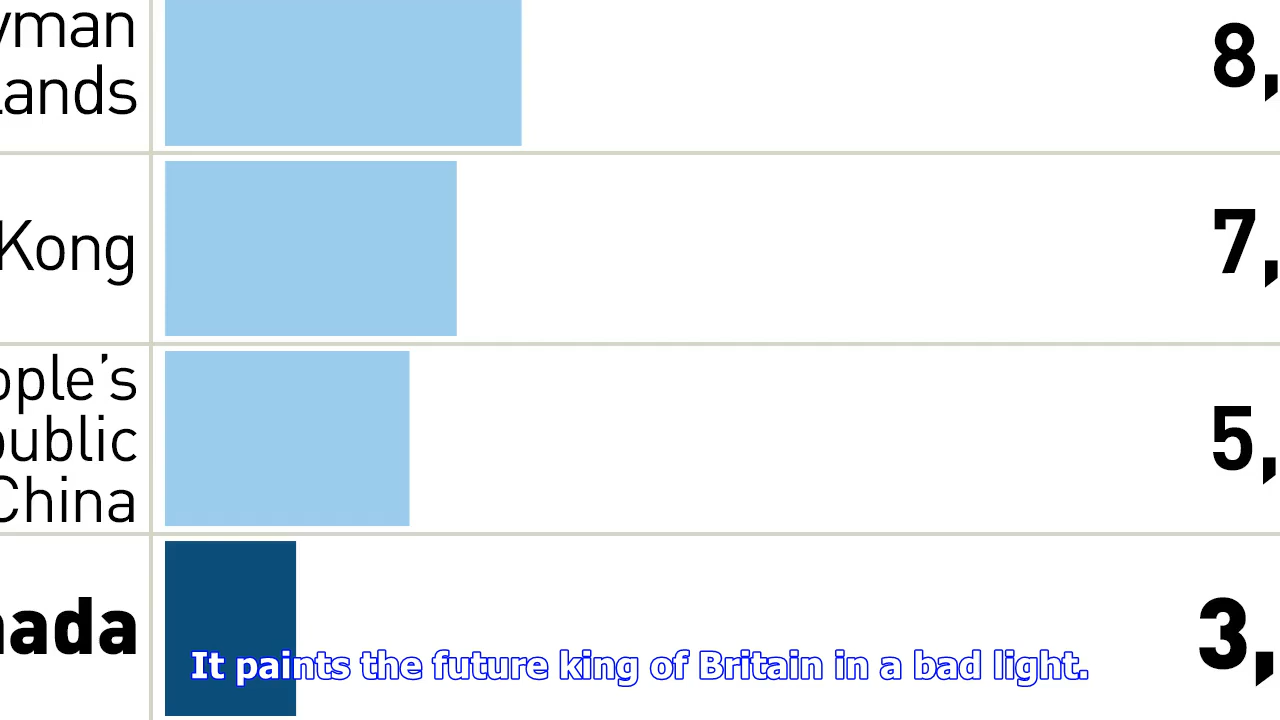 yman
8,
Lands
Kong
7,
ople's
public
China
5,
nada
3,
It paints the future king of Britain in a bad light.